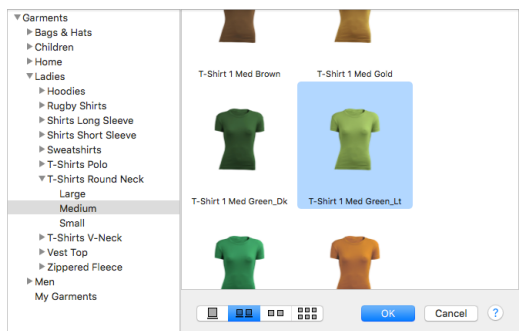 Garments
Bags & Hats
Children
Home
Ladies
Hoodies
Rugby Shirts
Shirts Long Sleeve
Shirts Short Sleeve
Sweatshirts
T-Shirts Polo
T-Shirts Round Neck
Large
Medium
Small
T-Shirts V-Neck
Vest Top
Zippered Fleece
Men
My Garments
T-Shirt 1 Med Brown
T-Shirt 1 Med Gold
T-Shirt 1 Med Green_Dk
T-Shirt 1 Med Green_Lt
OK
Cancel
?